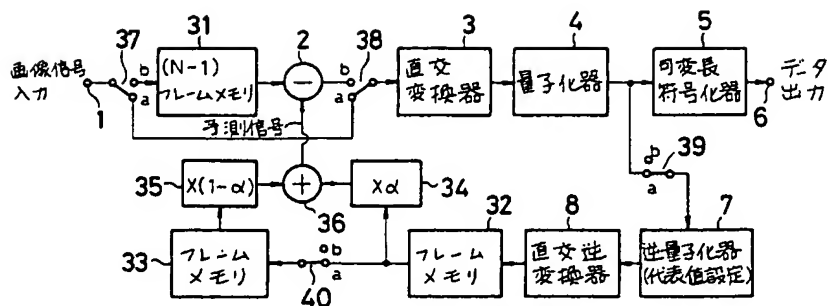 31
37
2
38
3
4
5
画像信号
入力
1
b
a
(N-1)
フレームメモリ
−
b
a
直交
変換器
量子化器
可変長
符号化器
データ
出力
6
予測信号
b
a
39
35
×(1-α)
+
36
×α
34
32
8
7
33
フレーム
メモリ
b
a
40
フレーム
メモリ
直交逆
変換器
逆量子化器
(代表値設定)